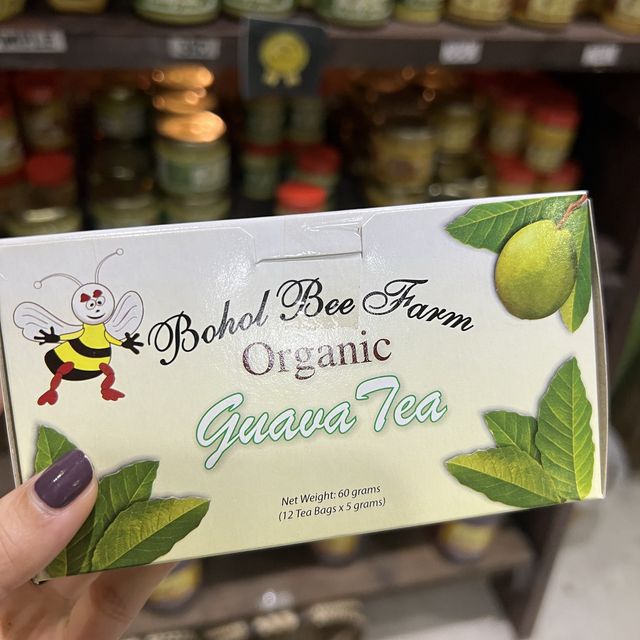 Bohol Bee Farm
Organic
Guava Tea
Net Weight: 60 grams
(12 Tea Bags x 5 grams)